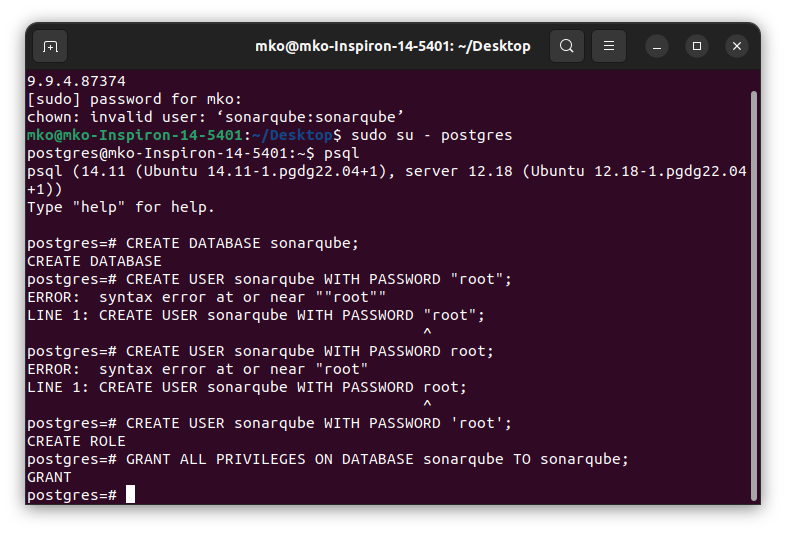 mko@mko-Inspiron-14-5401: ~/Desktop
9.9.4.87374
[sudo] password for mko:
chown: invalid user: ‘sonarqube:sonarqube’
mko@mko-Inspiron-14-5401:~/Desktop$ sudo su - postgres
postgres@mko-Inspiron-14-5401:~$ psql
psql (14.11 (Ubuntu 14.11-1.pgdg22.04+1), server 12.18 (Ubuntu 12.18-1.pgdg22.04
+1))
Type "help" for help.
postgres=# CREATE DATABASE sonarqube;
CREATE DATABASE
postgres=# CREATE USER sonarqube WITH PASSWORD "root";
ERROR:  syntax error at or near ""root""
LINE 1: CREATE USER sonarqube WITH PASSWORD "root";
^
postgres=# CREATE USER sonarqube WITH PASSWORD root;
ERROR:  syntax error at or near "root"
LINE 1: CREATE USER sonarqube WITH PASSWORD root;
^
postgres=# CREATE USER sonarqube WITH PASSWORD 'root';
CREATE ROLE
postgres=# GRANT ALL PRIVILEGES ON DATABASE sonarqube TO sonarqube;
GRANT
postgres=#